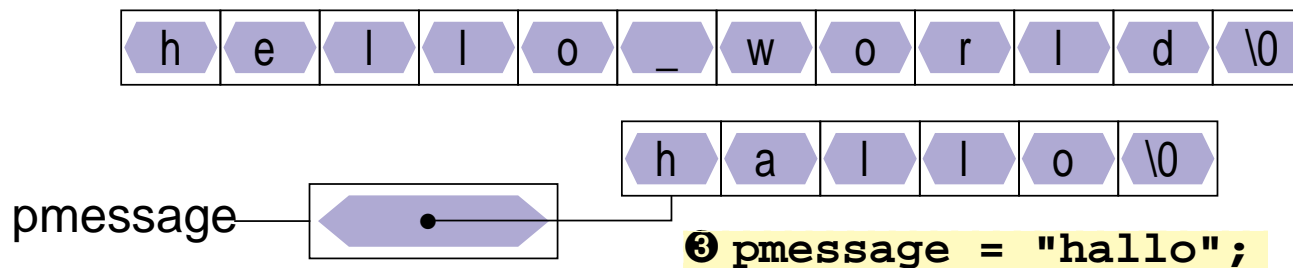 h e l l o _ w o r l d \0
h a l l o \0
pmessage
❸ pmessage = "hallo";